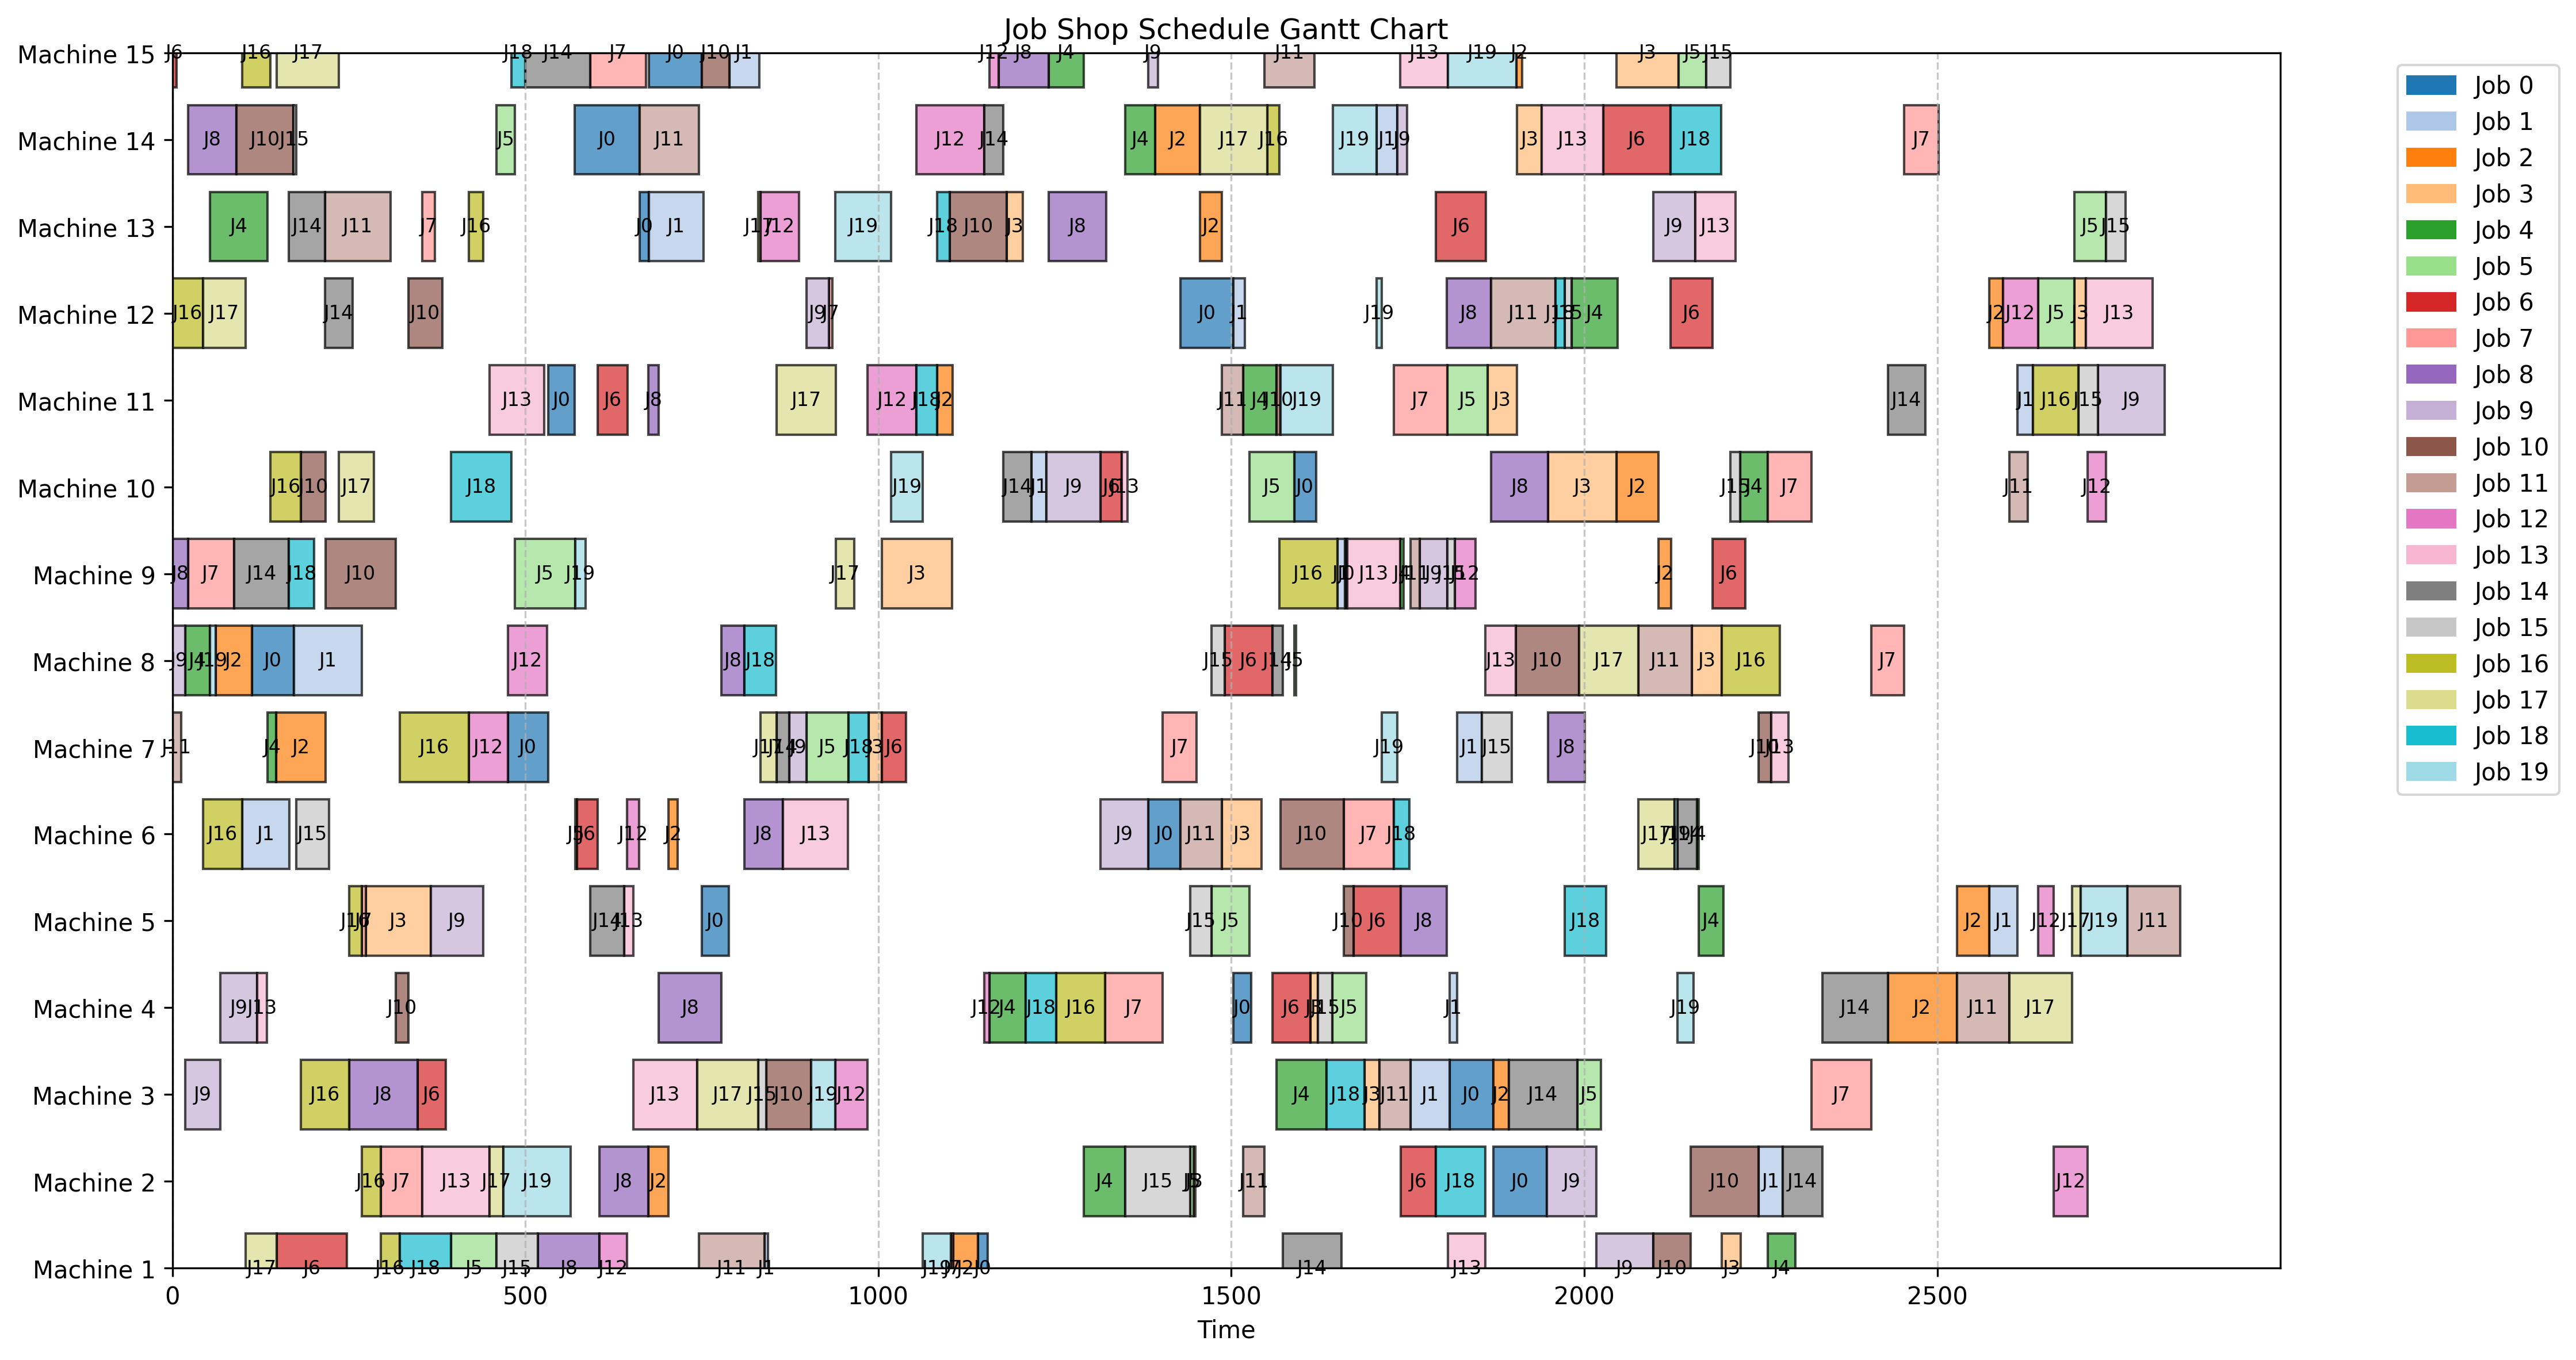 Job Shop Schedule Gantt Chart
Machine 15 J6 J16 J17 J18 J14 J7 J0 J10 J1 J12 J8 J4 J9 J11 J13 J19 J2 J3 J5 J15
Machine 14 J8 J10 J15 J5 J0 J11 J12 J14 J4 J2 J17 J16 J19 J1 J9 J3 J13 J6 J18 J7
Machine 13 J4 J14 J11 J7 J16 J0 J1 J17 J12 J19 J18 J10 J3 J8 J2 J6 J9 J13 J5 J15
Machine 12 J16 J17 J14 J10 J9 J7 J0 J1 J19 J8 J11 J18 J15 J4 J6 J2 J12 J5 J3 J13
Machine 11 J13 J0 J6 J8 J17 J12 J18 J2 J11 J4 J10 J19 J7 J5 J3 J14 J1 J16 J15 J9
Machine 10 J16 J10 J17 J18 J19 J14 J1 J9 J6 J13 J5 J0 J8 J3 J2 J15 J4 J7 J11 J12
Machine 9 J8 J7 J14 J18 J10 J5 J19 J17 J3 J16 J1 J0 J13 J4 J11 J9 J15 J12 J2 J6
Machine 8 J9 J4 J19 J2 J0 J1 J12 J8 J18 J15 J6 J14 J5 J13 J10 J17 J11 J3 J16 J7
Machine 7 J11 J4 J2 J16 J12 J0 J17 J14 J9 J5 J18 J3 J6 J7 J19 J1 J15 J8 J10 J13
Machine 6 J16 J1 J15 J5 J6 J12 J2 J8 J13 J9 J0 J11 J3 J10 J7 J18 J17 J19 J14 J4
Machine 5 J16 J7 J3 J9 J14 J13 J0 J15 J5 J10 J6 J8 J18 J4 J2 J1 J12 J17 J19 J11
Machine 4 J9 J13 J10 J8 J12 J4 J18 J16 J7 J0 J6 J3 J15 J5 J1 J19 J14 J2 J11 J17
Machine 3 J9 J16 J8 J6 J13 J17 J15 J10 J19 J12 J4 J18 J3 J11 J1 J0 J2 J14 J5 J7
Machine 2 J16 J7 J13 J17 J19 J8 J2 J4 J15 J5 J3 J11 J6 J18 J0 J9 J10 J1 J14 J12
Machine 1 J17 J6 J16 J18 J5 J15 J8 J12 J11 J1 J19 J7 J2 J0 J14 J13 J9 J10 J3 J4
0 500 1000 1500 2000 2500
Time
Job 0
Job 1
Job 2
Job 3
Job 4
Job 5
Job 6
Job 7
Job 8
Job 9
Job 10
Job 11
Job 12
Job 13
Job 14
Job 15
Job 16
Job 17
Job 18
Job 19